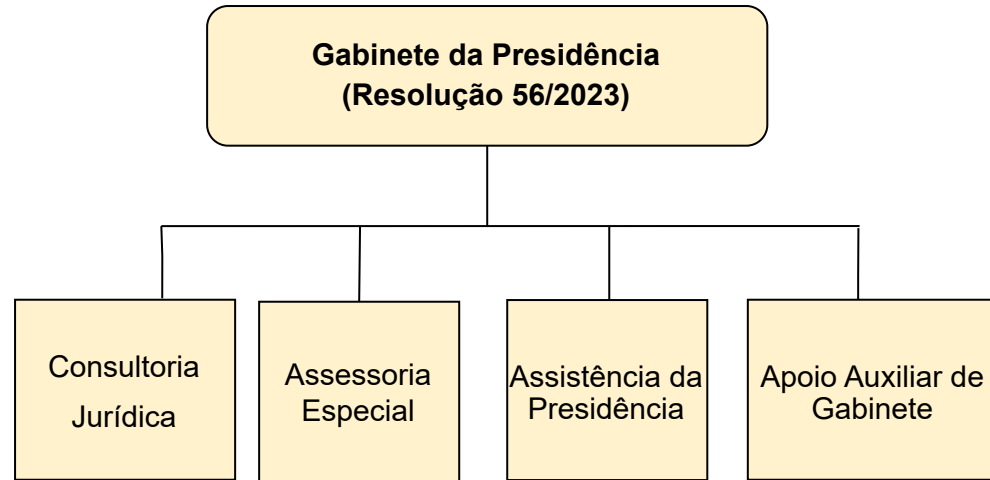 Gabinete da Presidência
(Resolução 56/2023)
Consultoria
Jurídica
Assessoria
Especial
Assistência da
Presidência
Apoio Auxiliar de
Gabinete